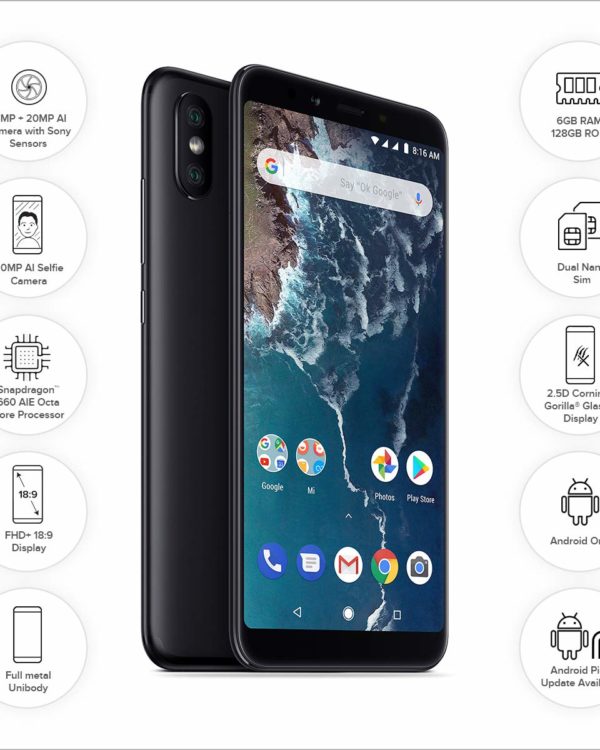 MP + 20MP AI
mera with Sony
Sensors
0MP AI Selfie
Camera
Snapdragon™
660 AIE Octa
ore Processor
18:9
FHD+ 18:9
Display
Full metal
Unibody
8:16 AM
G
Say "Ok Google"
Google
Mi
Photos
Play Store
6GB RAM
128GB RO
Dual Nan
Sim
2.5D Cornin
Gorilla® Glas
Display
Android On
Android Pi
Update Avail